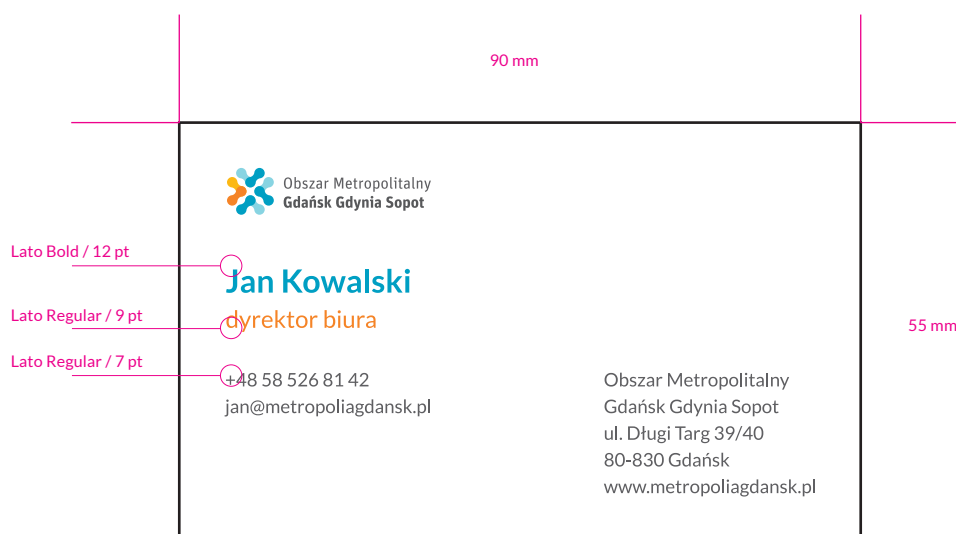 90 mm
Obszar Metropolitalny
Gdańsk Gdynia Sopot
Lato Bold / 12 pt
Jan Kowalski
Lato Regular / 9 pt
dyrektor biura
55 mm
Lato Regular / 7 pt
+48 58 526 81 42
jan@metropoliagdansk.pl
Obszar Metropolitalny
Gdańsk Gdynia Sopot
ul. Długi Targ 39/40
80-830 Gdańsk
www.metropoliagdansk.pl